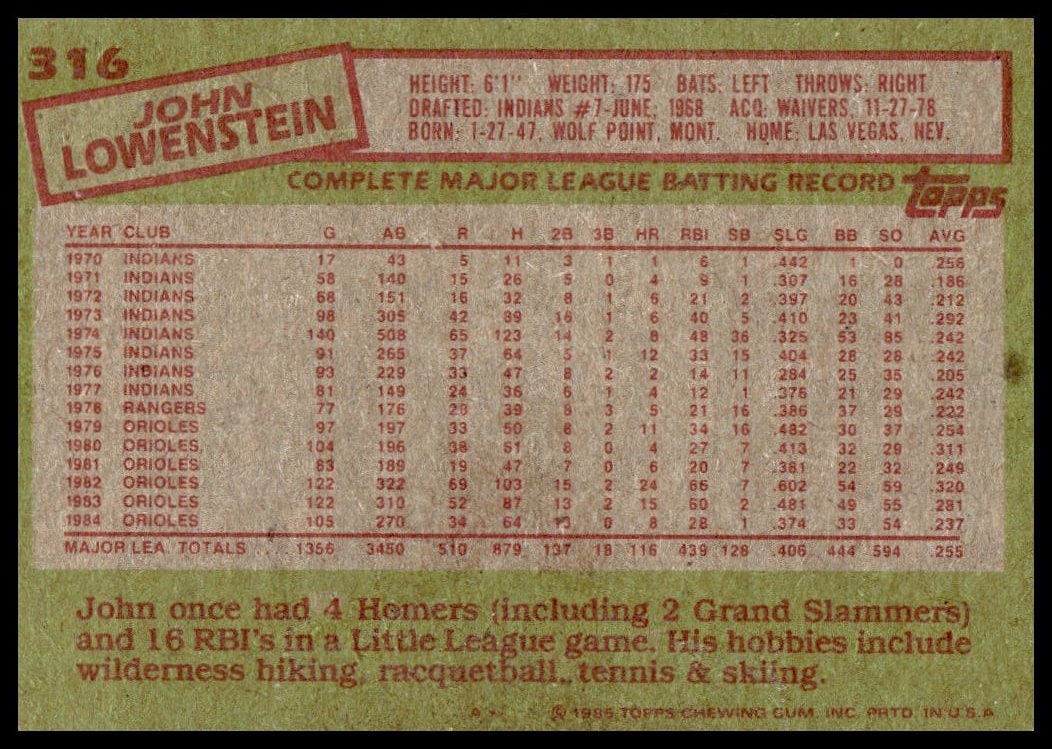 316
JOHN
LOWENSTEIN
HEIGHT: 6'1" WEIGHT: 175 BATS: LEFT THROWS: RIGHT
DRAFTED: INDIANS #7-JUNE, 1968 ACQ: WAIVERS, 11-27-78
BORN: 1-27-47, WOLF POINT, MONT. HOME: LAS VEGAS, NEV.
COMPLETE MAJOR LEAGUE BATTING RECORD topps
YEAR CLUB G AB R H 2B 3B HR RBI SB SLG BB SO AVG
1970 INDIANS 17 43 5 11 3 1 1 6 1 .442 1 0 .256
1971 INDIANS 58 140 15 26 5 0 4 9 1 .307 16 28 .186
1972 INDIANS 68 151 16 32 8 1 6 21 2 .397 20 43 .212
1973 INDIANS 98 305 42 89 16 1 6 40 5 .410 23 41 .292
1974 INDIANS 140 508 65 123 14 2 8 48 36 .325 53 85 .242
1975 INDIANS 91 265 37 64 5 1 12 33 15 .404 28 28 .242
1976 INDIANS 93 229 33 47 8 2 2 14 11 .284 25 35 .205
1977 INDIANS 81 149 24 36 6 1 4 12 1 .376 21 29 .242
1978 RANGERS 77 176 28 39 8 3 5 21 16 .386 37 29 .222
1979 ORIOLES 97 197 33 50 8 2 11 34 16 .482 30 37 .254
1980 ORIOLES 104 196 38 61 8 0 4 27 7 .413 32 29 .311
1981 ORIOLES 83 189 19 47 7 0 6 20 7 .381 22 32 .249
1982 ORIOLES 122 322 69 103 15 2 24 66 7 .602 54 59 .320
1983 ORIOLES 122 310 52 87 13 2 15 60 2 .481 49 55 .281
1984 ORIOLES 105 270 34 64 13 0 8 28 1 .374 33 54 .237
MAJOR LEA. TOTALS ... 1356 3450 510 879 137 18 116 439 128 .406 444 594 .255
John once had 4 Homers (including 2 Grand Slammers)
and 16 RBI's in a Little League game. His hobbies include
wilderness hiking, racquetball, tennis & skiing.
© 1985 TOPPS CHEWING GUM, INC. PRTD. IN U.S.A.